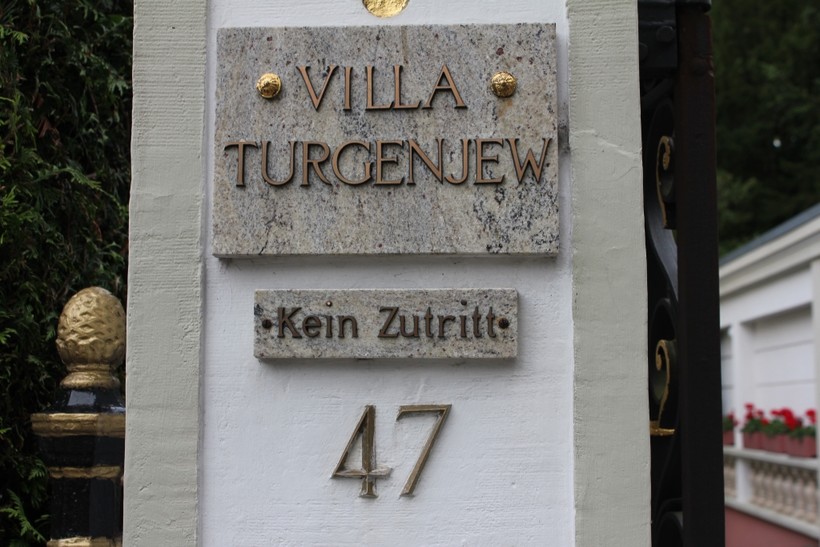 VILLA
TURGENJEW
Kein Zutritt
47